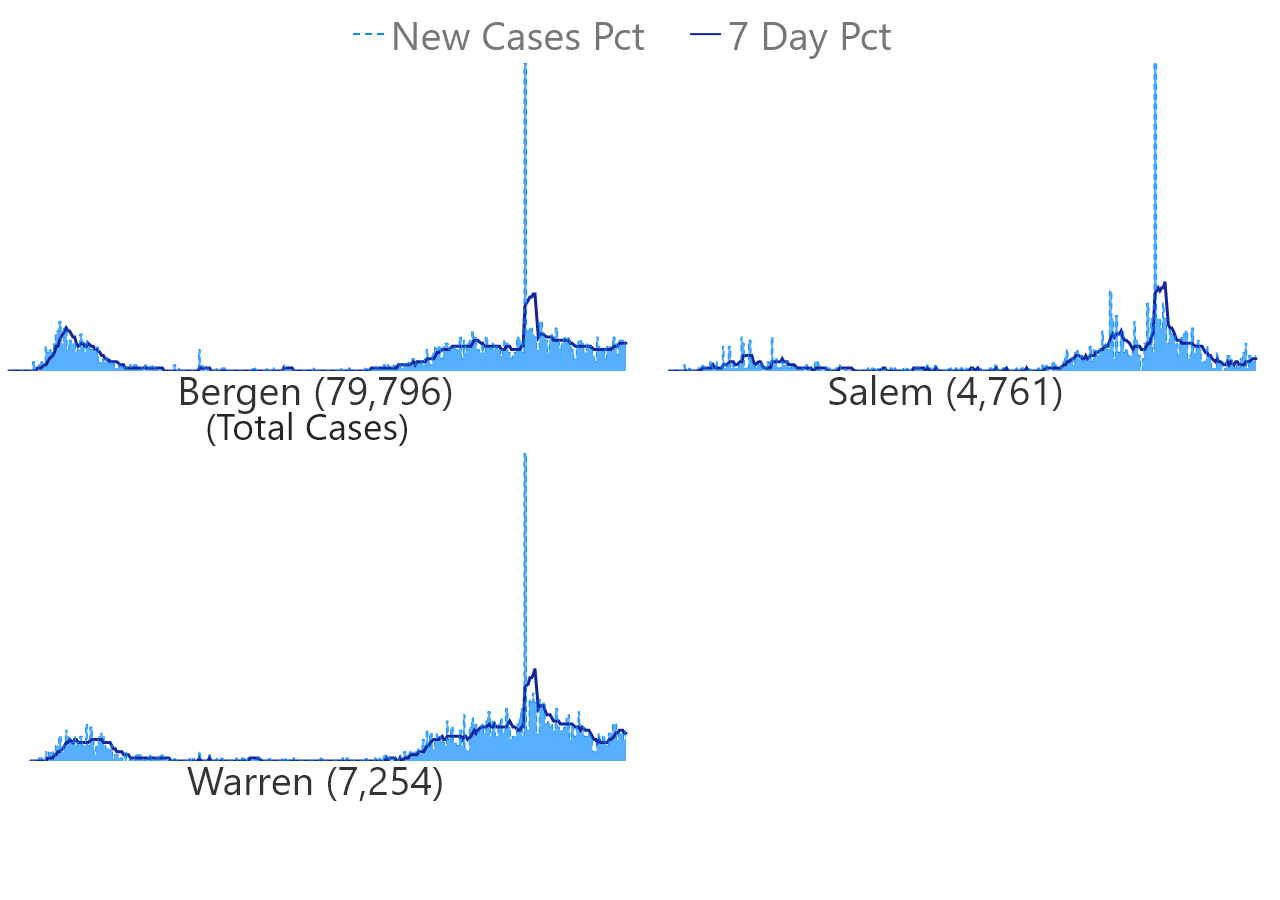 New Cases Pct 7 Day Pct
Bergen (79,796)
(Total Cases)
Salem (4,761)
Warren (7,254)